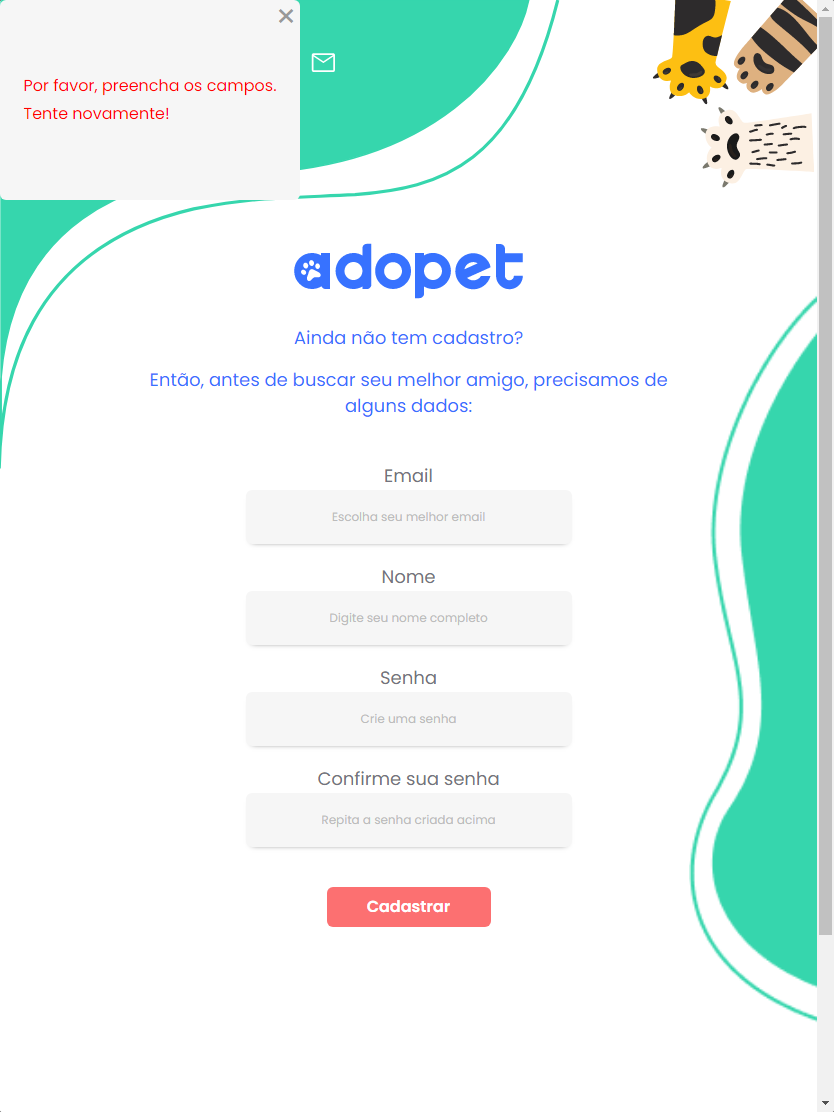 Por favor, preencha os campos.
Tente novamente!
adopet
Ainda não tem cadastro?
Então, antes de buscar seu melhor amigo, precisamos de
alguns dados:
Email
Escolha seu melhor email
Nome
Digite seu nome completo
Senha
Crie uma senha
Confirme sua senha
Repita a senha criada acima
Cadastrar